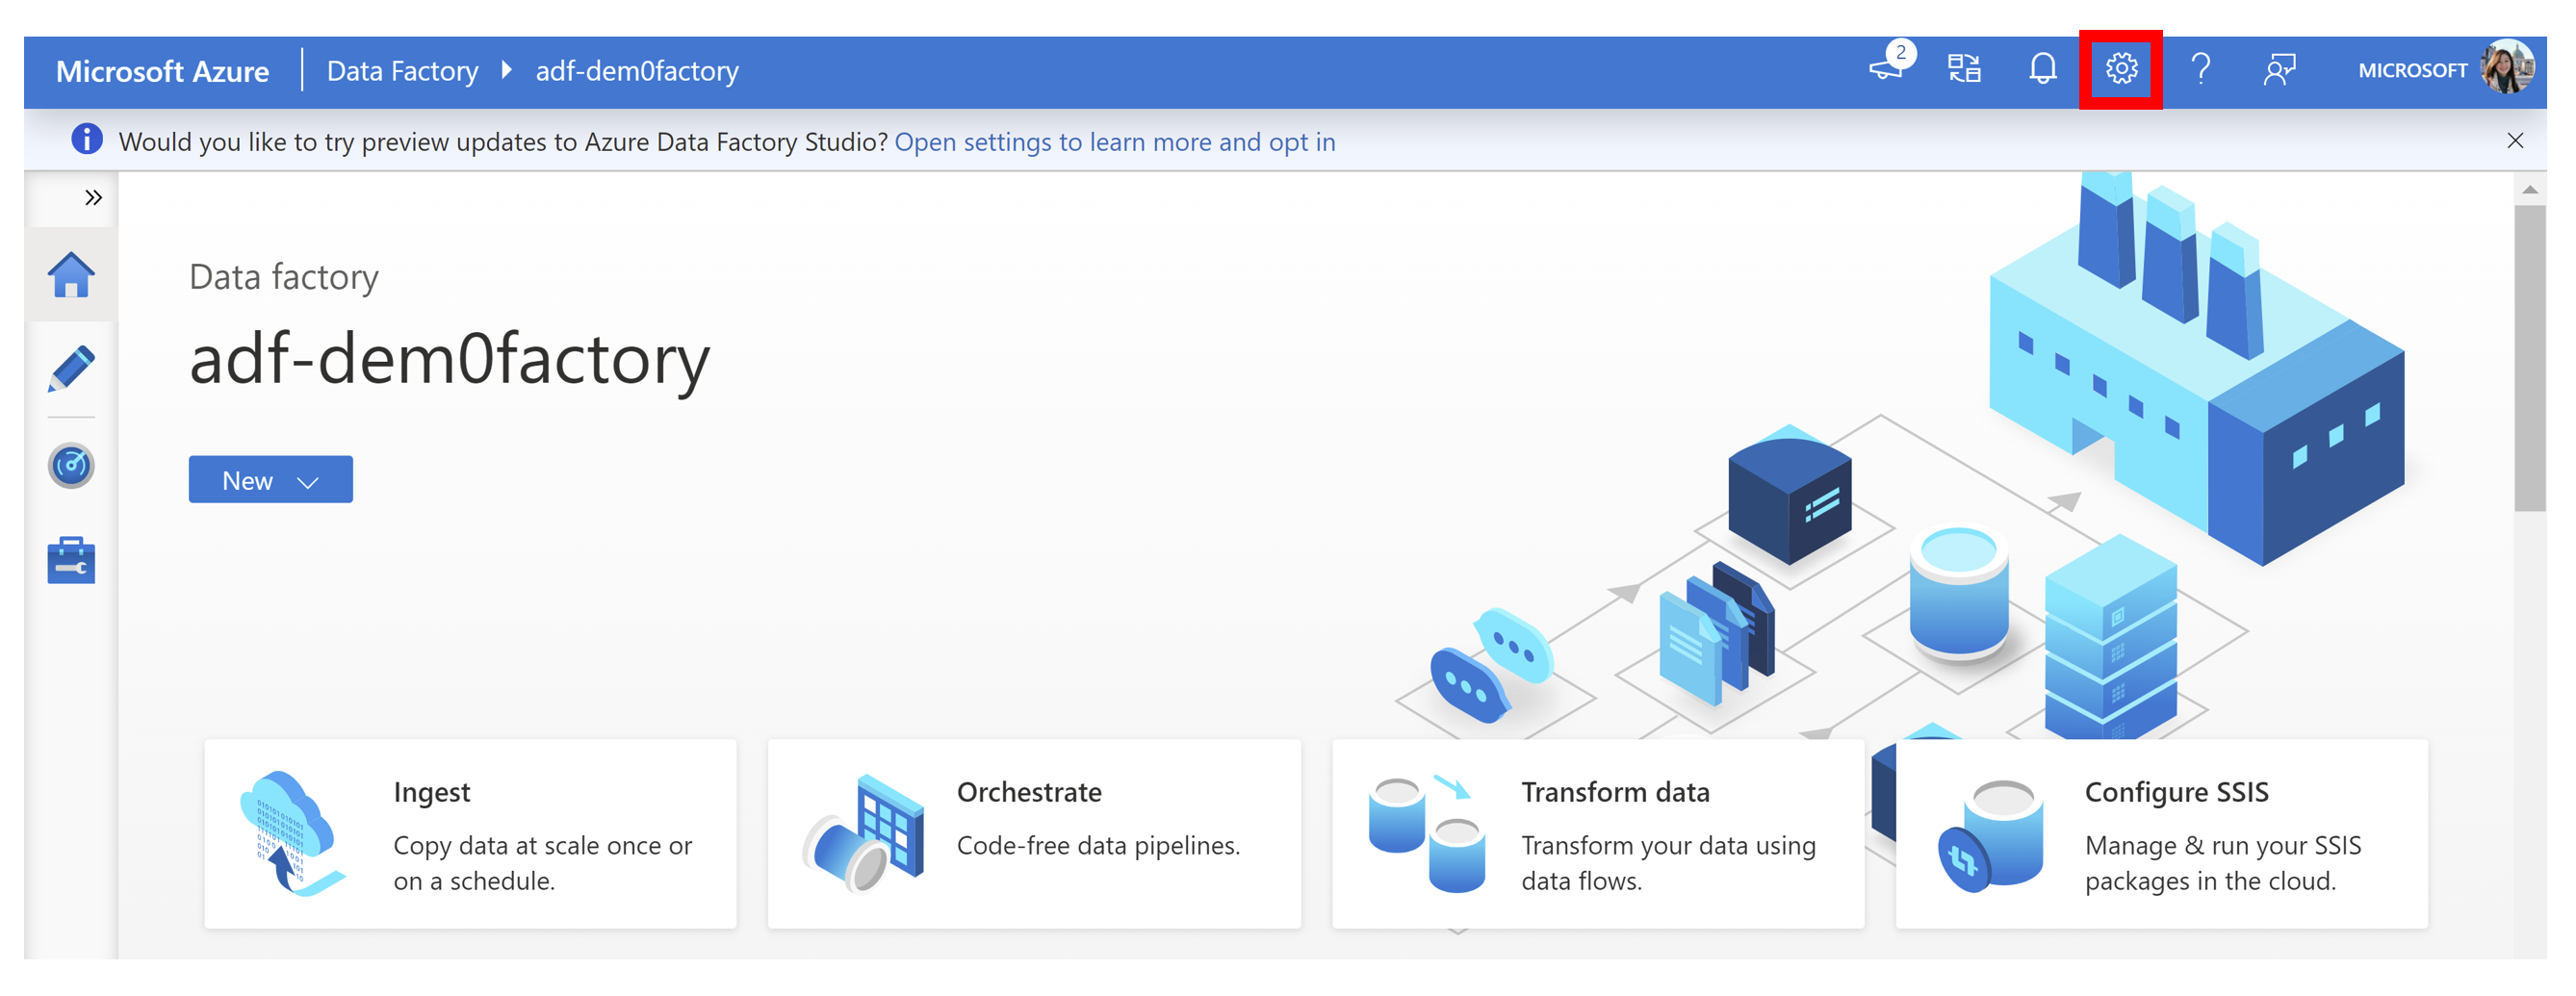 Microsoft Azure
Data Factory
adf-dem0factory
2
MICROSOFT
Would you like to try preview updates to Azure Data Factory Studio? Open settings to learn more and opt in
Data factory
adf-dem0factory
New
Ingest
Copy data at scale once or
on a schedule.
Orchestrate
Code-free data pipelines.
Transform data
Transform your data using
data flows.
Configure SSIS
Manage & run your SSIS
packages in the cloud.